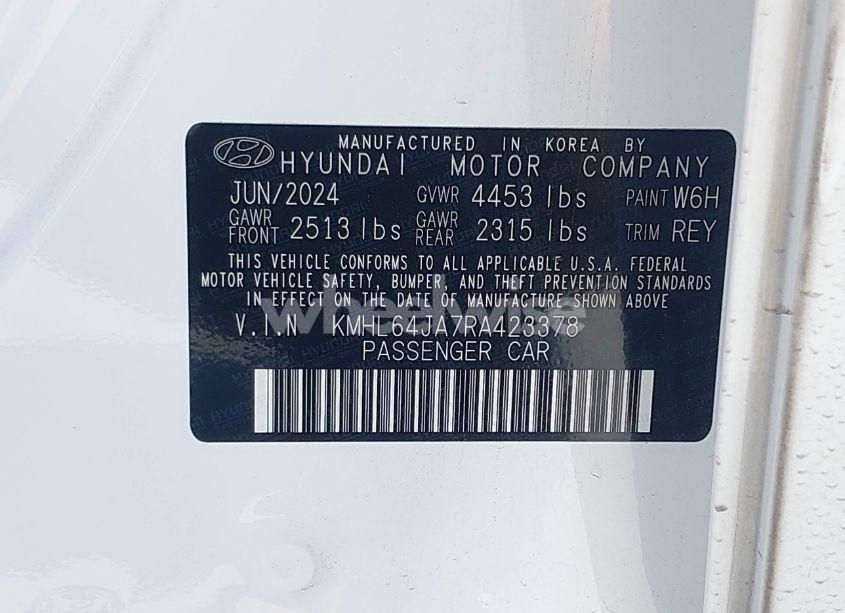 MANUFACTURED IN KOREA BY
HYUNDAI MOTOR COMPANY
JUN/2024 GVWR 4453 lbs PAINT W6H
GAWR FRONT 2513 lbs GAWR REAR 2315 lbs TRIM REY
THIS VEHICLE CONFORMS TO ALL APPLICABLE U.S.A. FEDERAL
MOTOR VEHICLE SAFETY, BUMPER, AND THEFT PREVENTION STANDARDS
IN EFFECT ON THE DATE OF MANUFACTURE SHOWN ABOVE
wheelwise
V.I.N KMHL64JA7RA423378
PASSENGER CAR